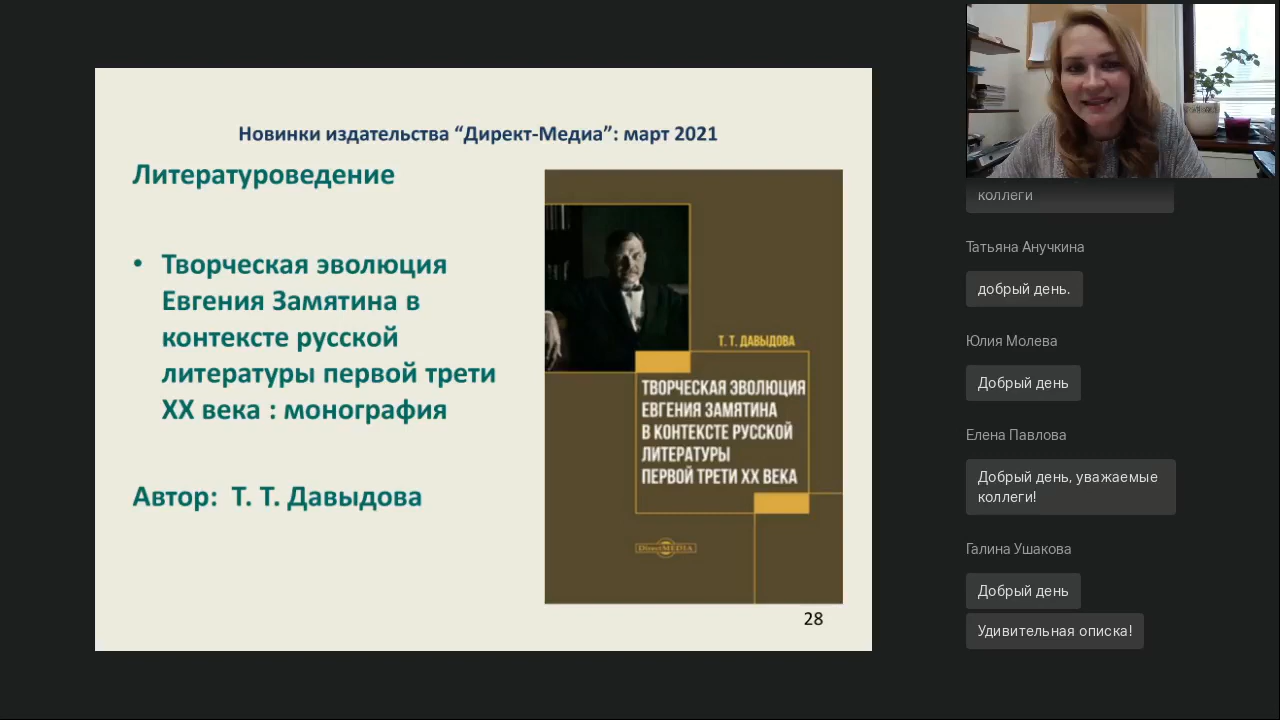 Новинки издательства “Директ-Медиа”: март 2021
Литературоведение
• Творческая эволюция
Евгения Замятина в
контексте русской
литературы первой трети
XX века : монография
Автор: Т. Т. Давыдова
Т. Т. ДАВЫДОВА
ТВОРЧЕСКАЯ ЭВОЛЮЦИЯ
ЕВГЕНИЯ ЗАМЯТИНА
В КОНТЕКСТЕ РУССКОЙ
ЛИТЕРАТУРЫ
ПЕРВОЙ ТРЕТИ XX ВЕКА
DirectMEDIA
28
коллеги
Татьяна Анучкина
добрый день.
Юлия Молева
Добрый день
Елена Павлова
Добрый день, уважаемые
коллеги!
Галина Ушакова
Добрый день
Удивительная описка!